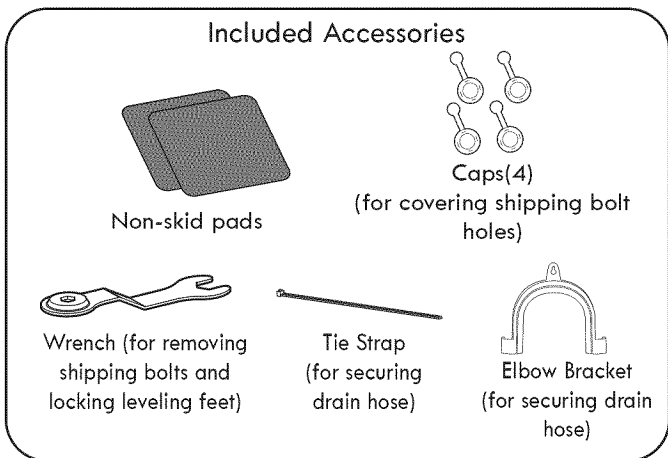 Included Accessories
Non-skid pads
Caps(4)
(for covering shipping bolt
holes)
Wrench (for removing
shipping bolts and
locking leveling feet)
Tie Strap
(for securing
drain hose)
Elbow Bracket
(for securing drain
hose)